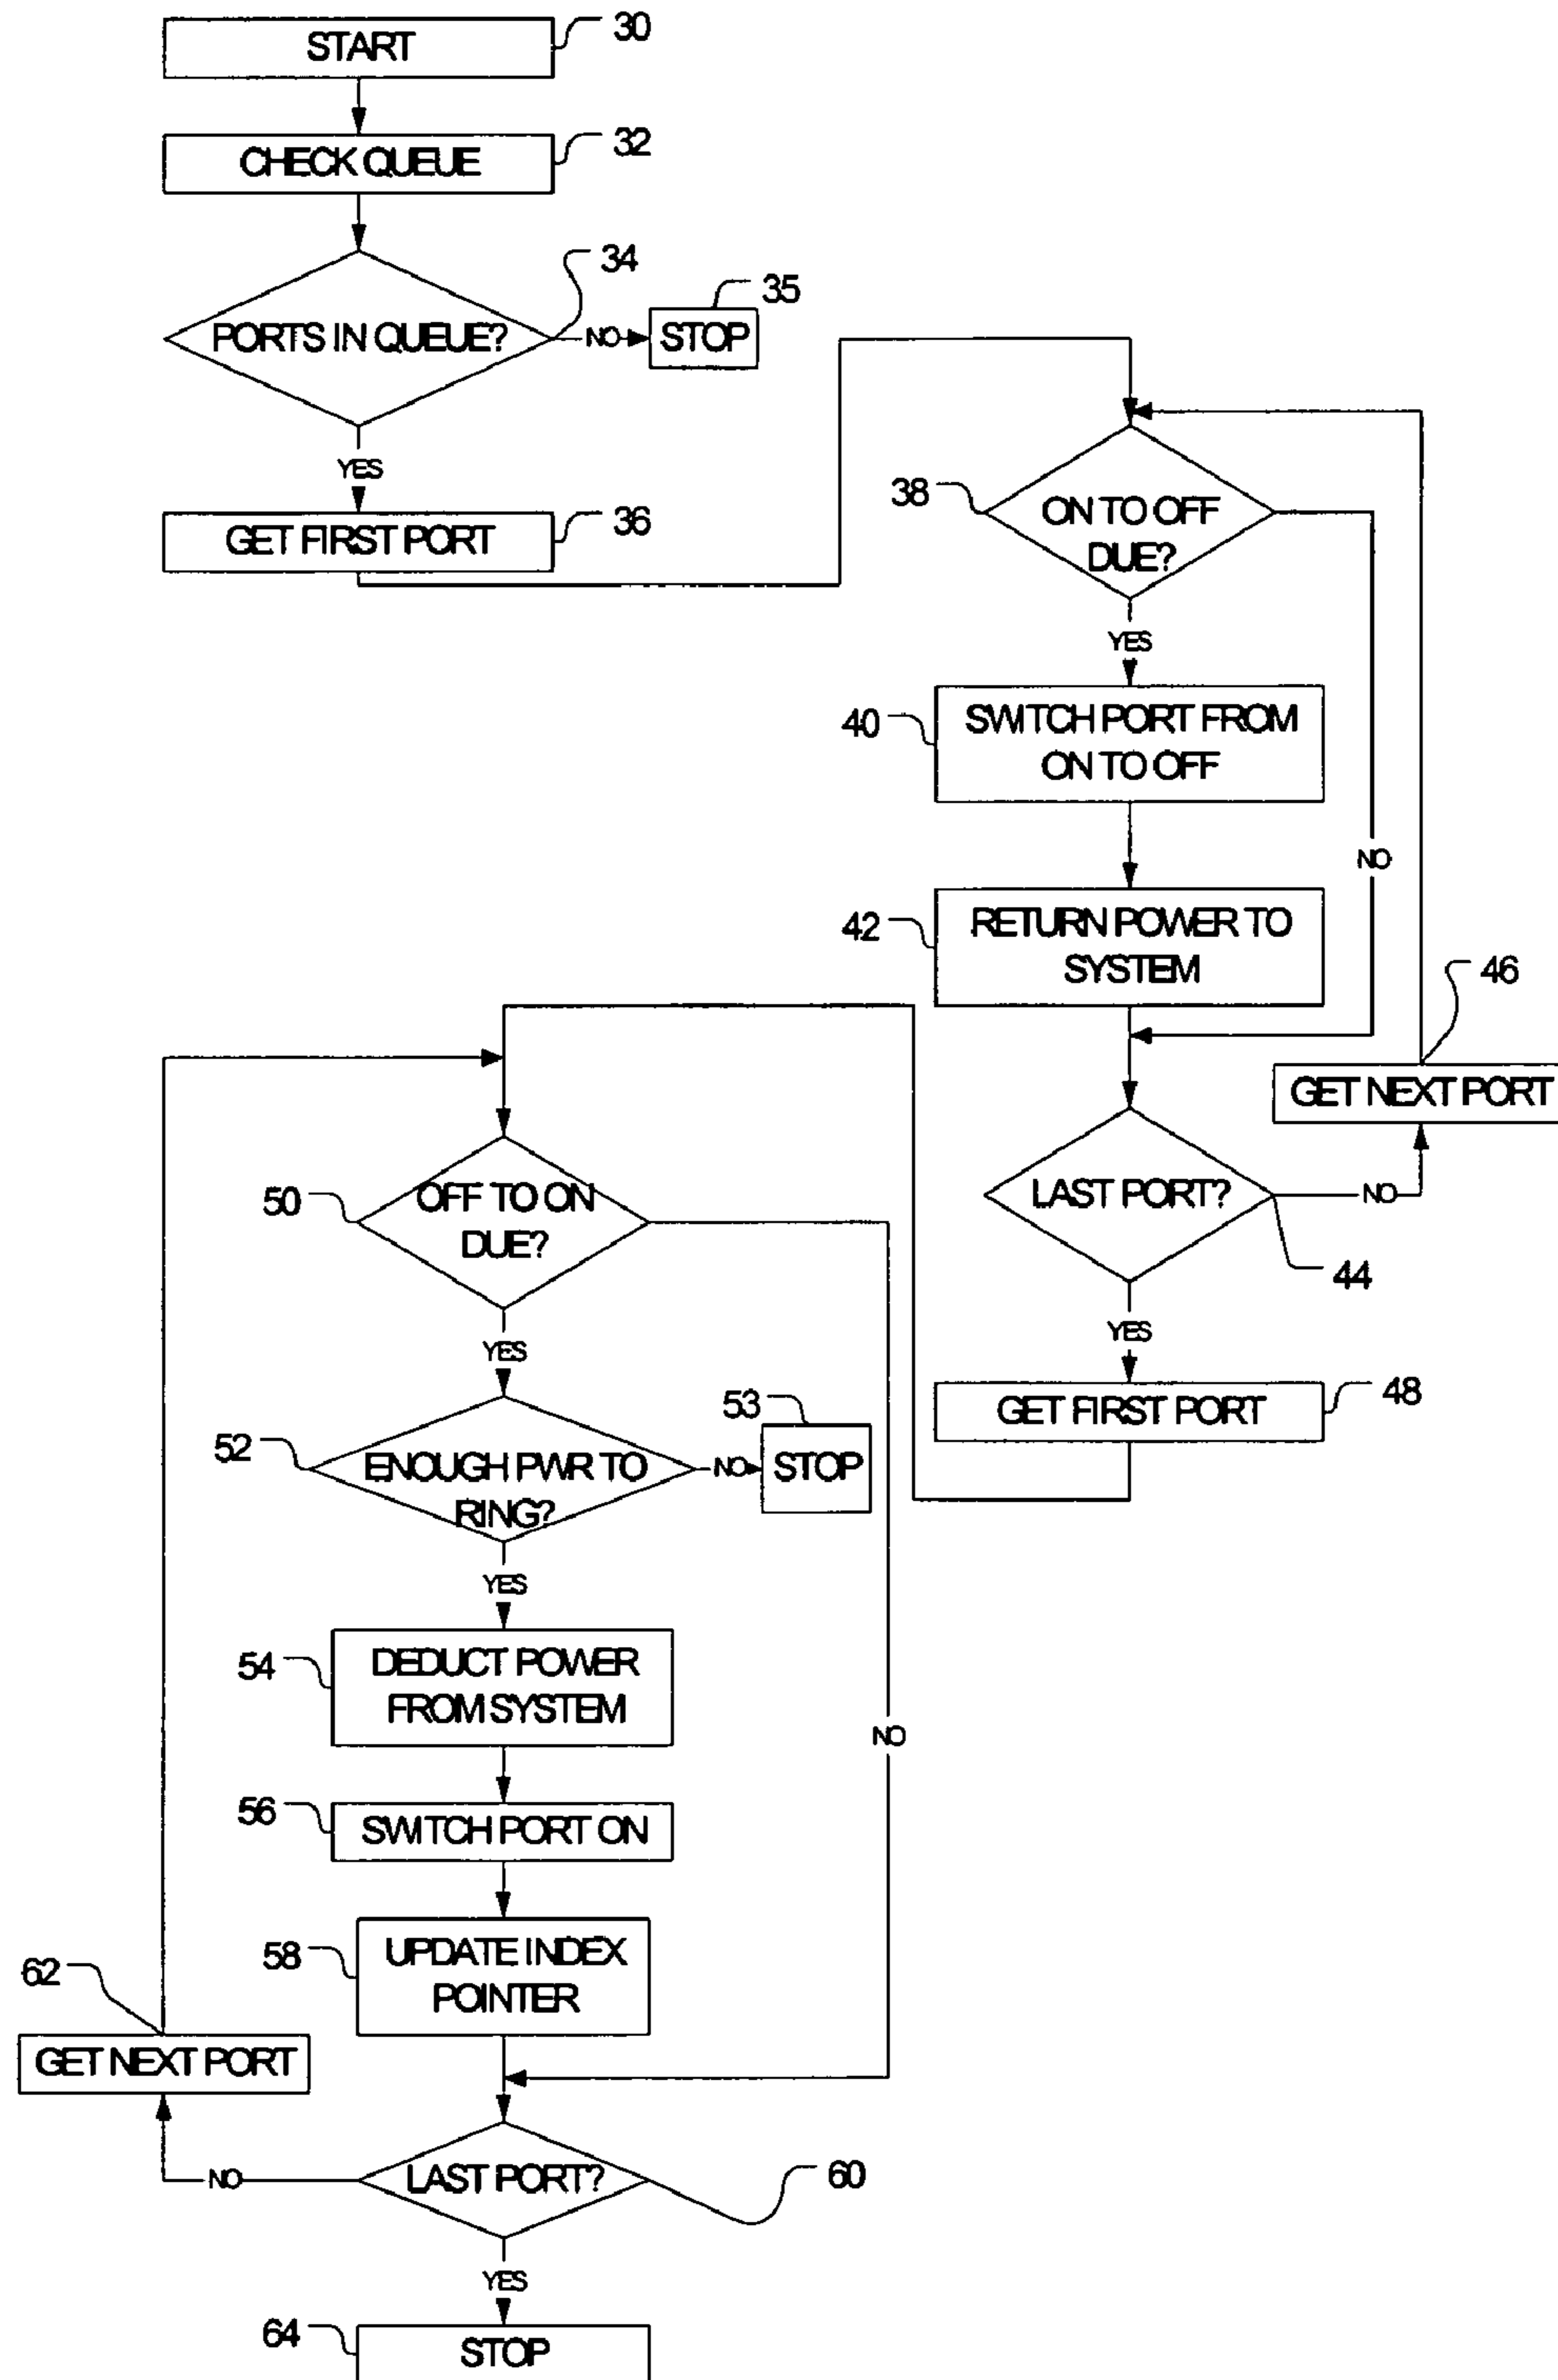 START
30
CHECK QUEUE
32
PORTS IN QUEUE?
34
NO
STOP
35
YES
GET FIRST PORT
36
38
ON TO OFF
DUE?
YES
NO
40
SWITCH PORT FROM
ON TO OFF
42
RETURN POWER TO
SYSTEM
46
GET NEXT PORT
LAST PORT?
NO
44
YES
GET FIRST PORT
48
50
OFF TO ON
DUE?
YES
NO
52
ENOUGH PWR TO
RING?
NO
53
STOP
YES
54
DEDUCT POWER
FROM SYSTEM
56
SWITCH PORT ON
58
UPDATE INDEX
POINTER
62
GET NEXT PORT
NO
LAST PORT?
60
YES
64
STOP